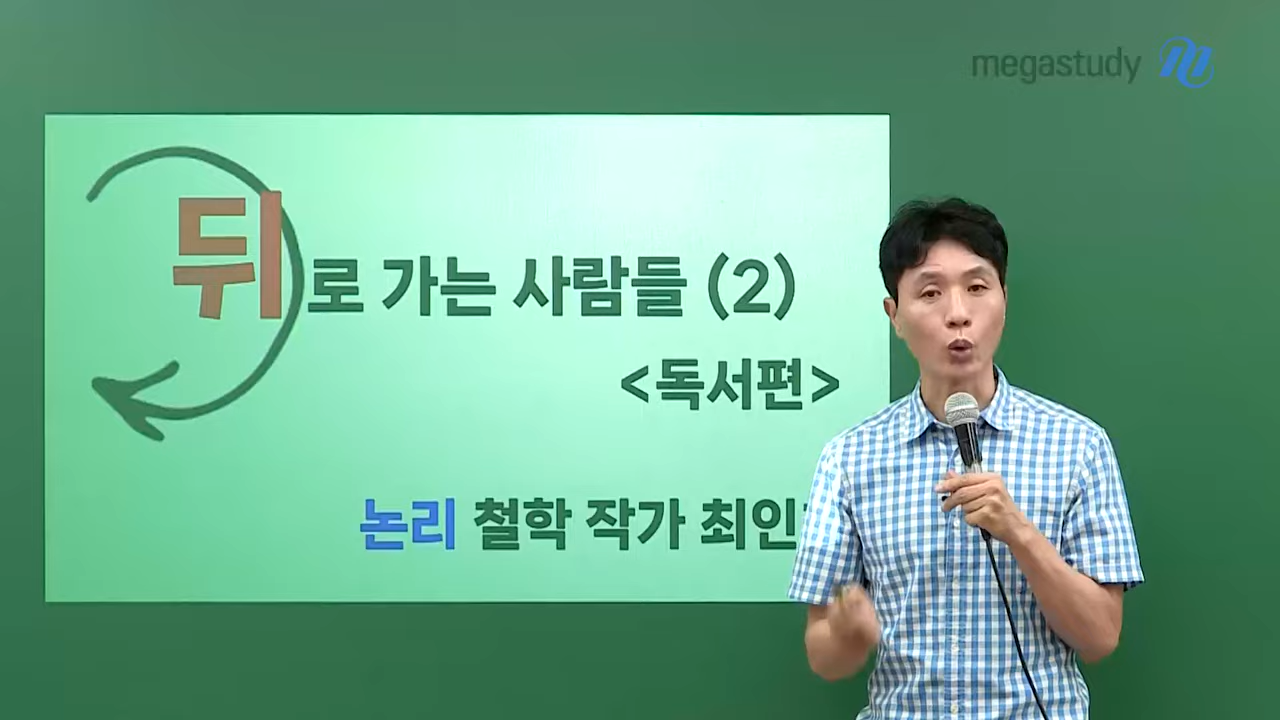 megastudy
뒤로 가는 사람들 (2)
<독서편>
논리 철학 작가 최인